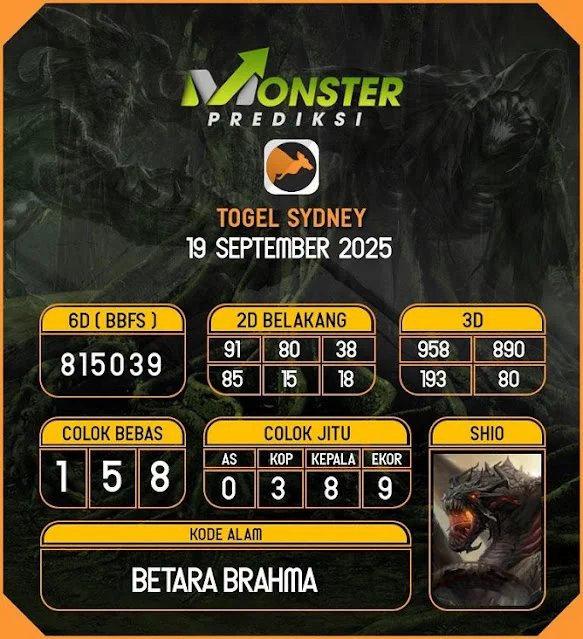 MONSTER
PREDIKSI
TOGEL SYDNEY
19 SEPTEMBER 2025
6D ( BBFS )
815039
2D BELAKANG
91 80 38
85 15 18
3D
958 890
193 80
COLOK BEBAS
1 5 8
COLOK JITU
AS KOP KEPALA EKOR
0 3 8 9
SHIO
KODE ALAM
BETARA BRAHMA